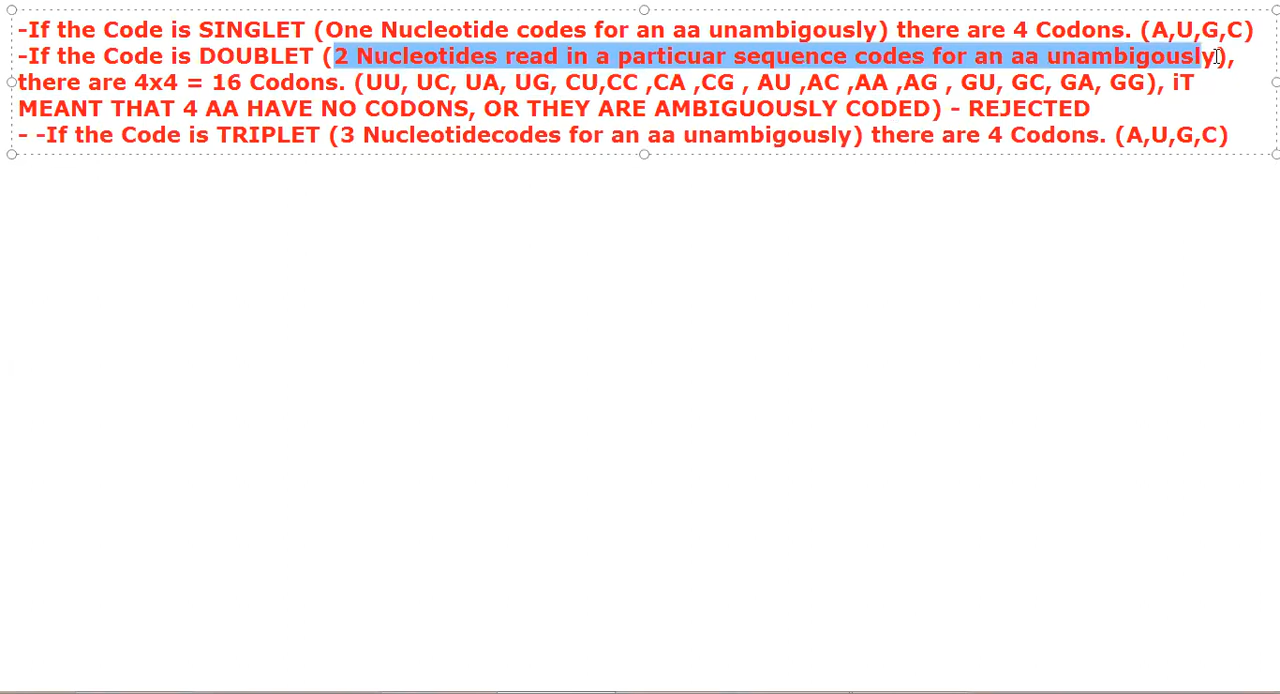 -If the Code is SINGLET (One Nucleotide codes for an aa unambigously) there are 4 Codons. (A,U,G,C)
-If the Code is DOUBLET (2 Nucleotides read in a particuar sequence codes for an aa unambigously),
there are 4x4 = 16 Codons. (UU, UC, UA, UG, CU,CC ,CA ,CG , AU ,AC ,AA ,AG , GU, GC, GA, GG), iT
MEANT THAT 4 AA HAVE NO CODONS, OR THEY ARE AMBIGUOUSLY CODED) - REJECTED
- -If the Code is TRIPLET (3 Nucleotidecodes for an aa unambigously) there are 4 Codons. (A,U,G,C)